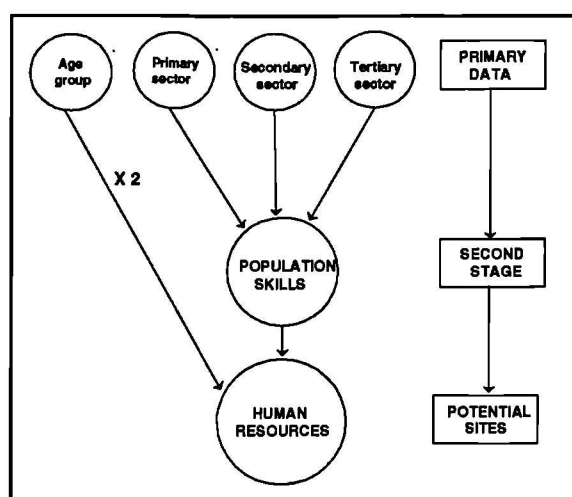 Age
group
Primary
sector
Secondary
sector
Tertiary
sector
PRIMARY
DATA
X 2
POPULATION
SKILLS
SECOND
STAGE
HUMAN
RESOURCES
POTENTIAL
SITES